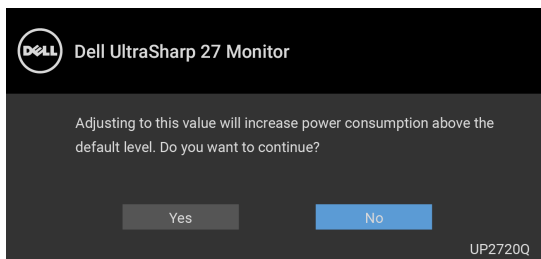 DELL Dell UltraSharp 27 Monitor
Adjusting to this value will increase power consumption above the
default level. Do you want to continue?
Yes No
UP2720Q